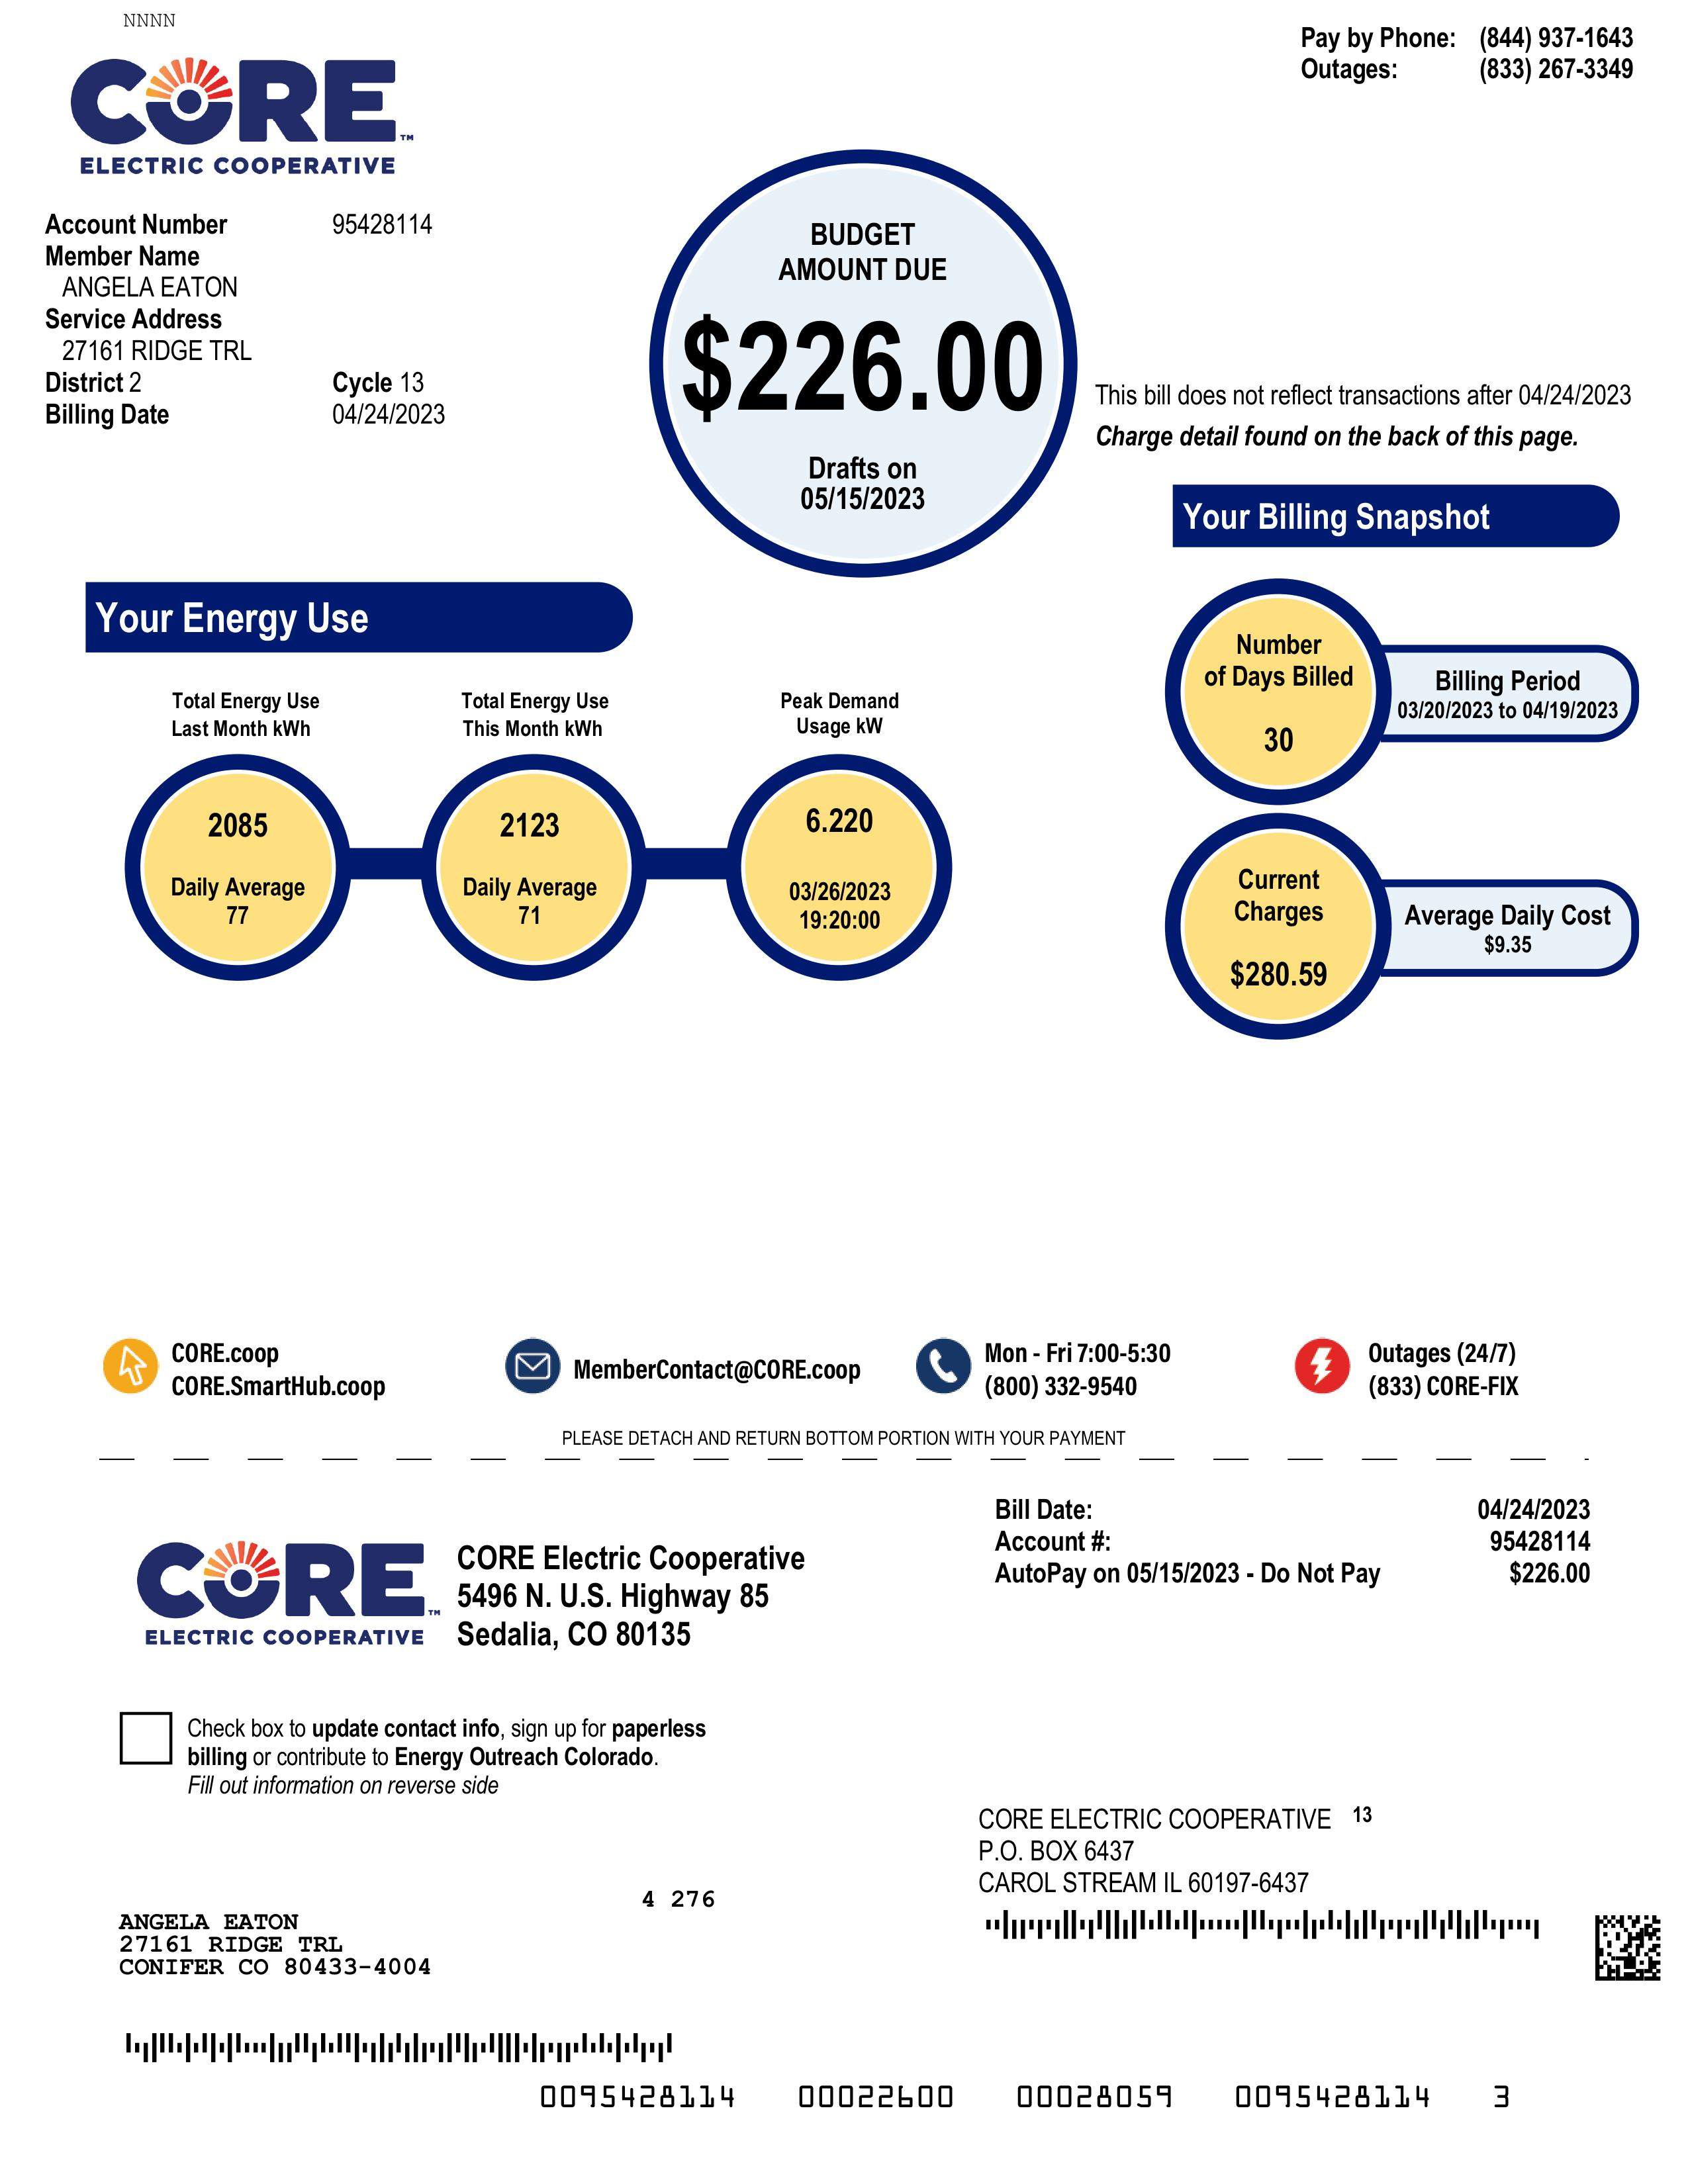 NNNN
Pay by Phone: (844) 937-1643
Outages: (833) 267-3349
CORE™
ELECTRIC COOPERATIVE
Account Number 95428114
Member Name
ANGELA EATON
Service Address
27161 RIDGE TRL
District 2 Cycle 13
Billing Date 04/24/2023
BUDGET
AMOUNT DUE
$226.00
Drafts on
05/15/2023
This bill does not reflect transactions after 04/24/2023
Charge detail found on the back of this page.
Your Energy Use
Total Energy Use
Last Month kWh
2085
Daily Average
77
Total Energy Use
This Month kWh
2123
Daily Average
71
Peak Demand
Usage kW
6.220
03/26/2023
19:20:00
Your Billing Snapshot
Number
of Days Billed
30
Billing Period
03/20/2023 to 04/19/2023
Current
Charges
$280.59
Average Daily Cost
$9.35
CORE.coop
CORE.SmartHub.coop
MemberContact@CORE.coop
Mon - Fri 7:00-5:30
(800) 332-9540
Outages (24/7)
(833) CORE-FIX
PLEASE DETACH AND RETURN BOTTOM PORTION WITH YOUR PAYMENT
CORE™
ELECTRIC COOPERATIVE
CORE Electric Cooperative
5496 N. U.S. Highway 85
Sedalia, CO 80135
Bill Date: 04/24/2023
Account #: 95428114
AutoPay on 05/15/2023 - Do Not Pay $226.00
Check box to update contact info, sign up for paperless
billing or contribute to Energy Outreach Colorado.
Fill out information on reverse side
CORE ELECTRIC COOPERATIVE 13
P.O. BOX 6437
CAROL STREAM IL 60197-6437
4 276
ANGELA EATON
27161 RIDGE TRL
CONIFER CO 80433-4004
0095428114 00022600 00028059 0095428114 3